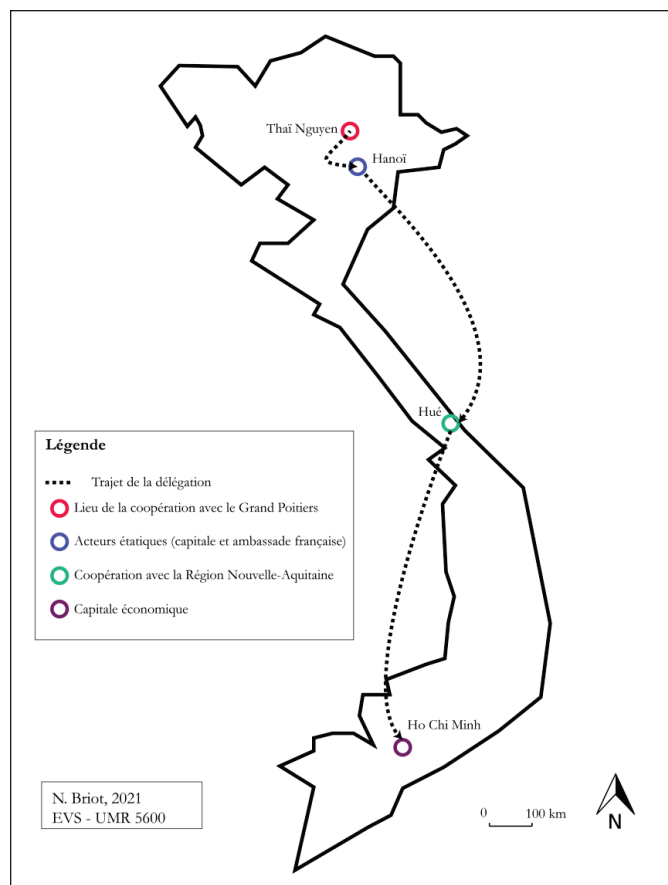 Thaï Nguyen
Hanoï
Hué
Légende
Trajet de la délégation
Lieu de la coopération avec le Grand Poitiers
Acteurs étatiques (capitale et ambassade française)
Coopération avec la Région Nouvelle-Aquitaine
Capitale économique
Ho Chi Minh
N. Briot, 2021
EVS - UMR 5600
0 100 km
N